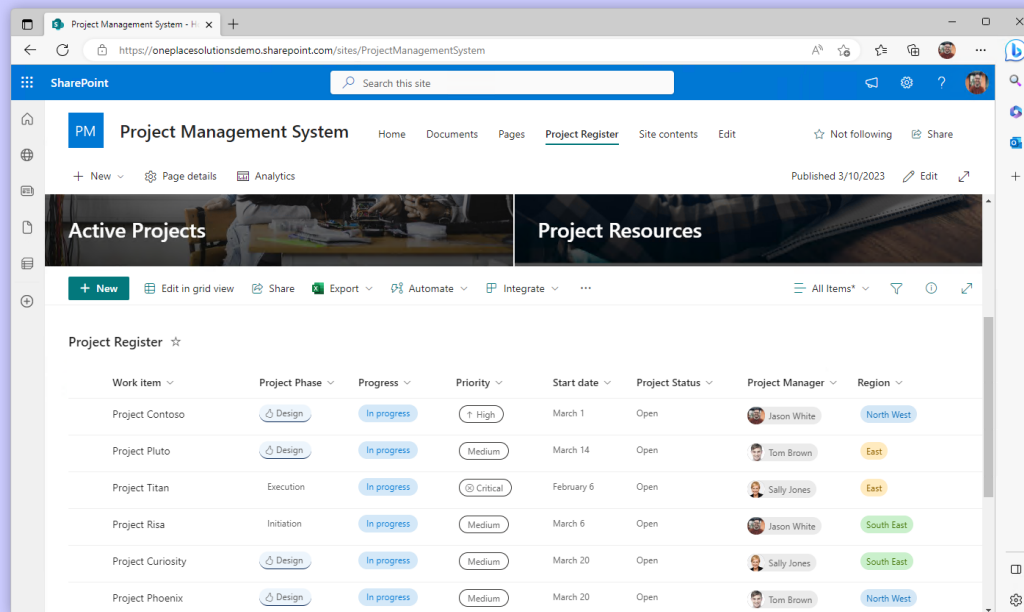 Project Management System - H
https://oneplacesolutionsdemo.sharepoint.com/sites/ProjectManagementSystem
SharePoint
Search this site
PM
Project Management System
Home Documents Pages Project Register Site contents Edit
Not following Share
New Page details Analytics
Published 3/10/2023 Edit
Active Projects
Project Resources
New Edit in grid view Share Export Automate Integrate ...
All Items*
Project Register
Work item Project Phase Progress Priority Start date Project Status Project Manager Region
Project Contoso Design In progress High March 1 Open Jason White North West
Project Pluto Design In progress Medium March 14 Open Tom Brown East
Project Titan Execution In progress Critical February 6 Open Sally Jones East
Project Risa Initiation In progress Medium March 6 Open Jason White South East
Project Curiosity Design In progress Medium March 20 Open Sally Jones South East
Project Phoenix Design In progress Medium March 20 Open Tom Brown North West